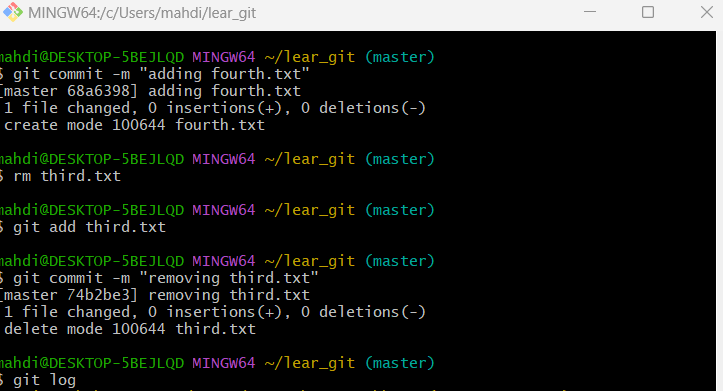 MINGW64:/c/Users/mahdi/lear_git
mahdi@DESKTOP-5BEJLQD MINGW64 ~/lear_git (master)
$ git commit -m "adding fourth.txt"
[master 68a6398] adding fourth.txt
1 file changed, 0 insertions(+), 0 deletions(-)
create mode 100644 fourth.txt
mahdi@DESKTOP-5BEJLQD MINGW64 ~/lear_git (master)
$ rm third.txt
mahdi@DESKTOP-5BEJLQD MINGW64 ~/lear_git (master)
$ git add third.txt
mahdi@DESKTOP-5BEJLQD MINGW64 ~/lear_git (master)
$ git commit -m "removing third.txt"
[master 74b2be3] removing third.txt
1 file changed, 0 insertions(+), 0 deletions(-)
delete mode 100644 third.txt
mahdi@DESKTOP-5BEJLQD MINGW64 ~/lear_git (master)
$ git log